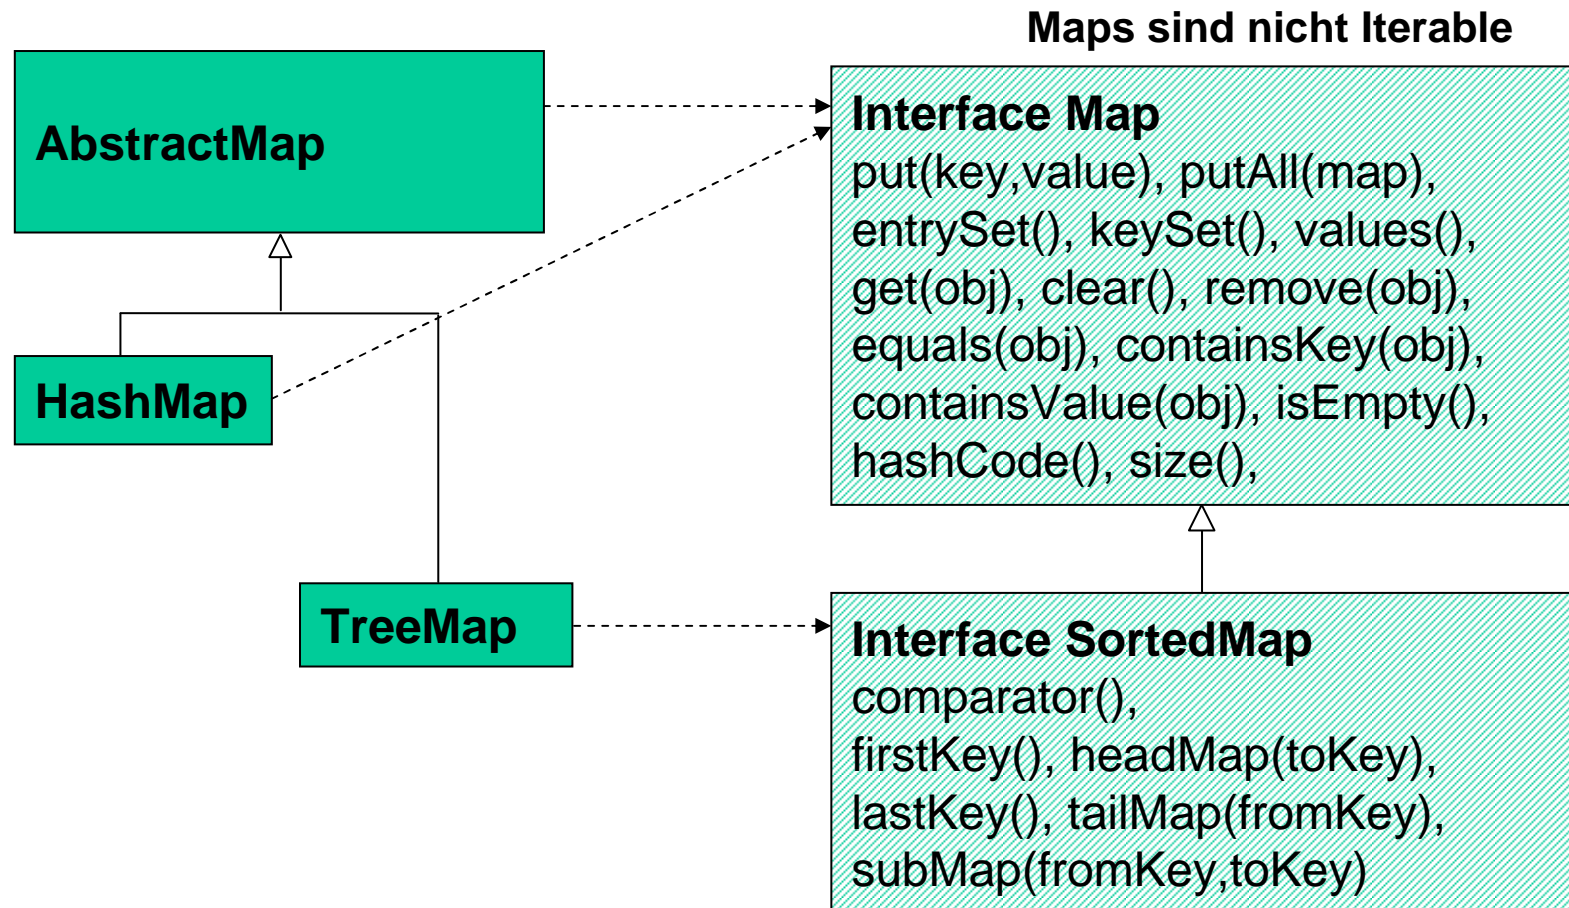 Maps sind nicht Iterable
AbstractMap
HashMap
TreeMap
Interface Map
put(key,value), putAll(map),
entrySet(), keySet(), values(),
get(obj), clear(), remove(obj),
equals(obj), containsKey(obj),
containsValue(obj), isEmpty(),
hashCode(), size(),
Interface SortedMap
comparator(),
firstKey(), headMap(toKey),
lastKey(), tailMap(fromKey),
subMap(fromKey,toKey)